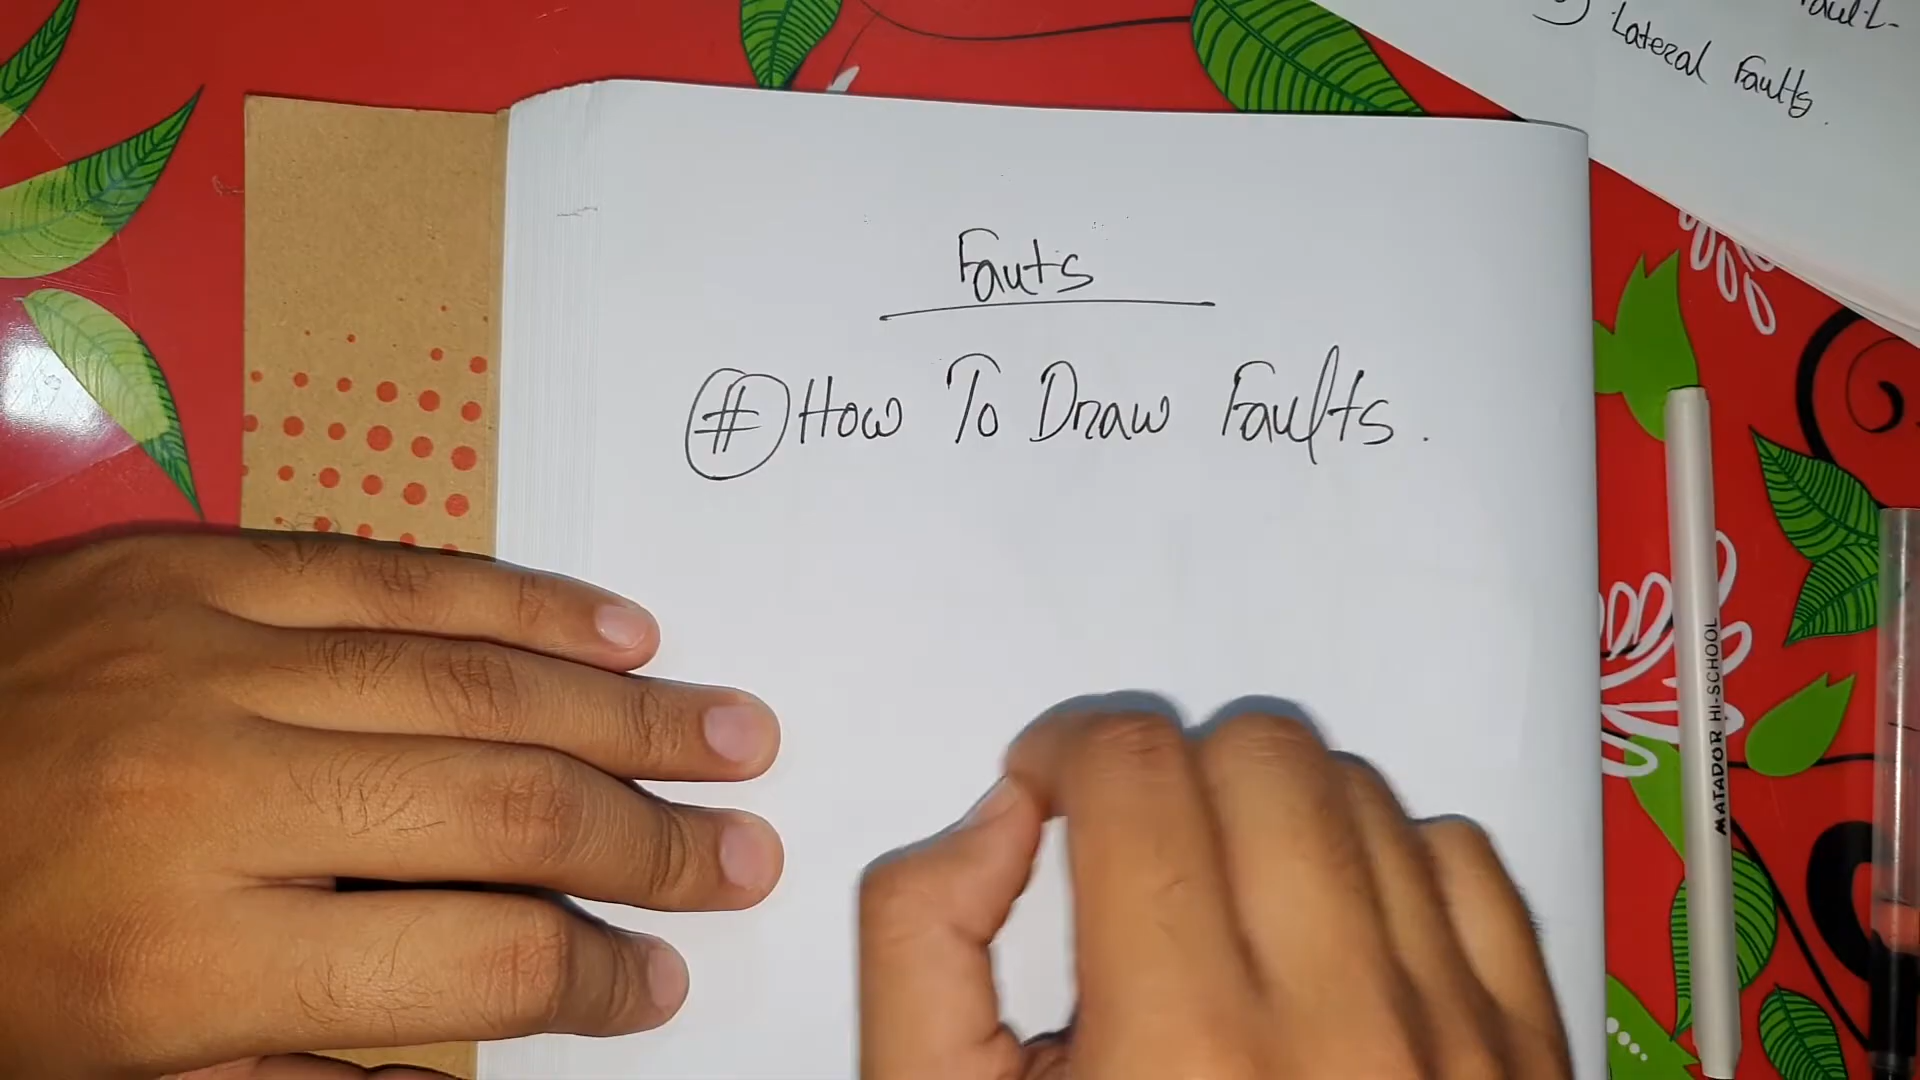 Fauts
# How To Draw Faults.
Lateral Faults.
MATADOR HI-SCHOOL